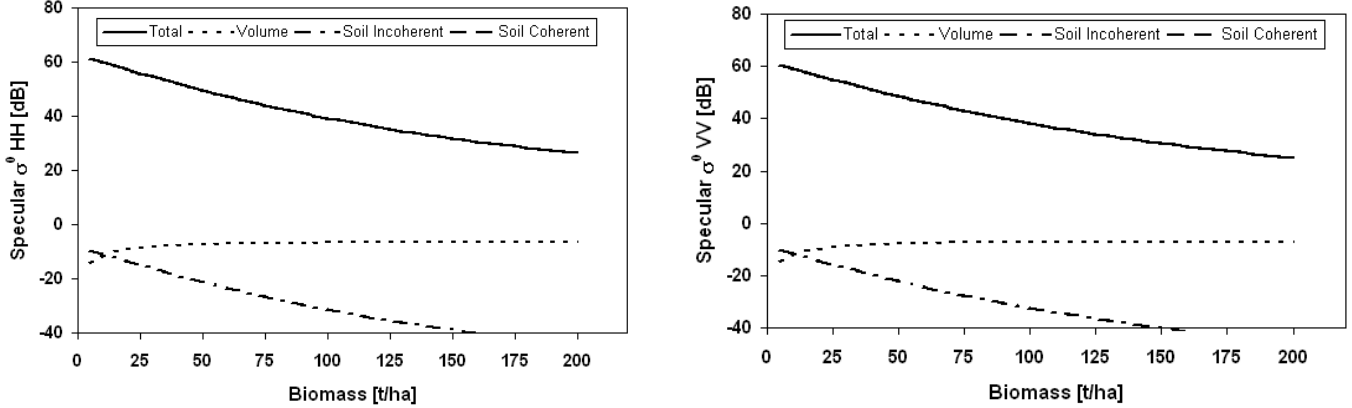 80
60
40
20
0
-20
-40
Specular σ⁰ HH [dB]
Total Volume Soil Incoherent Soil Coherent
0 25 50 75 100 125 150 175 200
Biomass [t/ha]
80
60
40
20
0
-20
-40
Specular σ⁰ VV [dB]
Total Volume Soil Incoherent Soil Coherent
0 25 50 75 100 125 150 175 200
Biomass [t/ha]